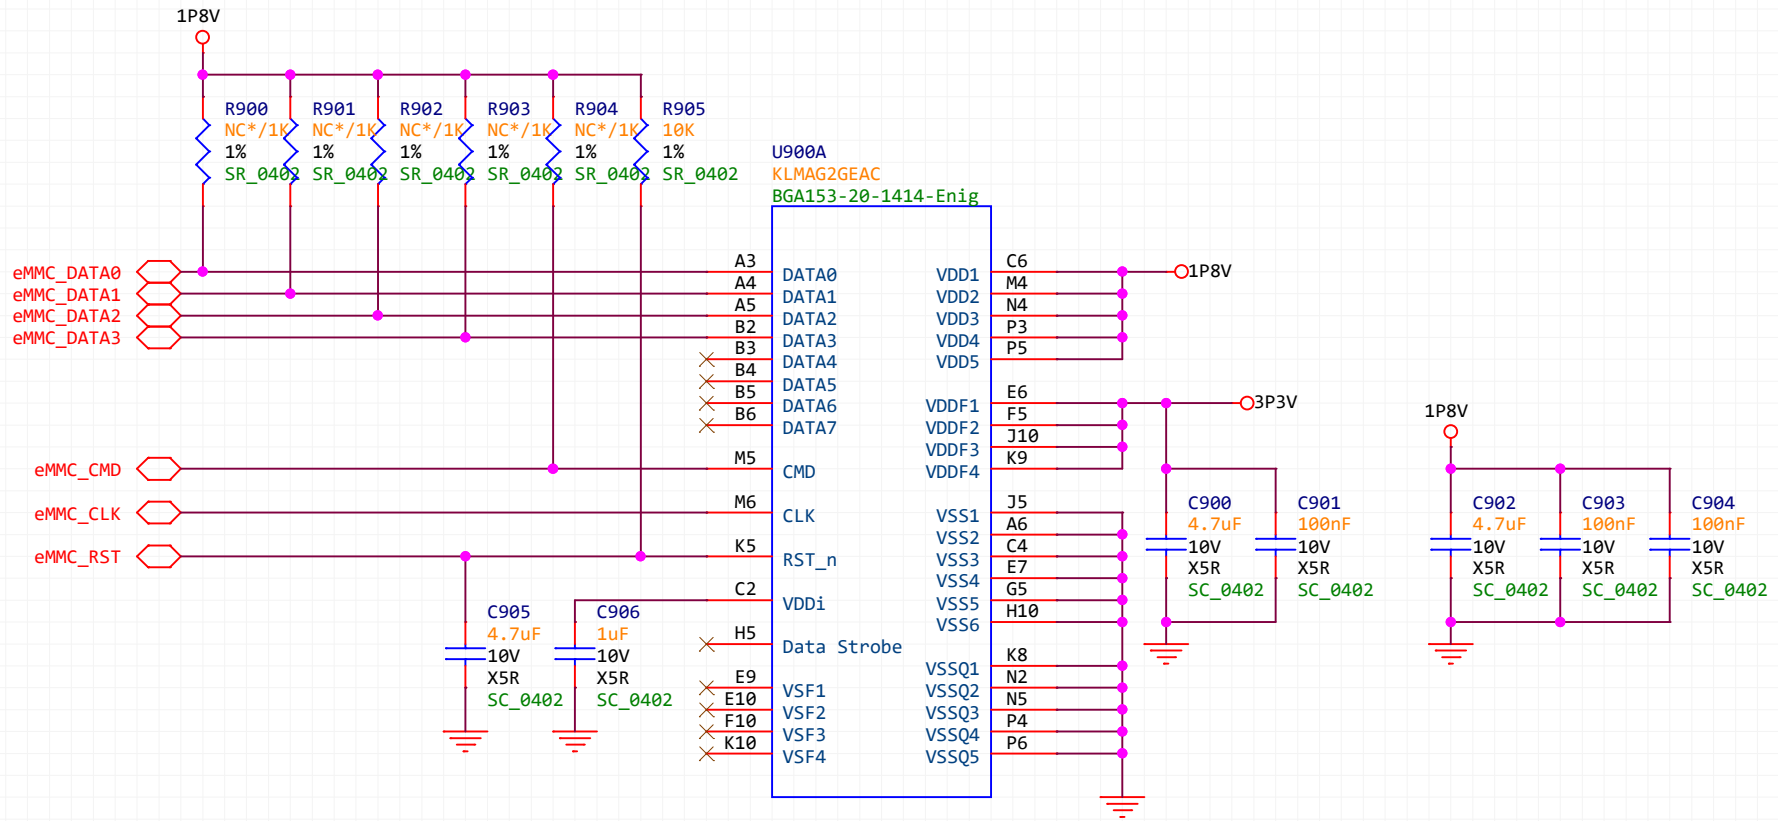 1P8V
R900
NC*/1K
1%
SR_0402
R901
NC*/1K
1%
SR_0402
R902
NC*/1K
1%
SR_0402
R903
NC*/1K
1%
SR_0402
R904
NC*/1K
1%
SR_0402
R905
10K
1%
SR_0402
U900A
KLMAG2GEAC
BGA153-20-1414-Enig
eMMC_DATA0
eMMC_DATA1
eMMC_DATA2
eMMC_DATA3
eMMC_CMD
eMMC_CLK
eMMC_RST
A3 DATA0
A4 DATA1
A5 DATA2
B2 DATA3
B3 DATA4
B4 DATA5
B5 DATA6
B6 DATA7
M5 CMD
M6 CLK
K5 RST_n
C2 VDDi
H5 Data Strobe
E9 VSF1
E10 VSF2
F10 VSF3
K10 VSF4
VDD1 C6
VDD2 M4
VDD3 N4
VDD4 P3
VDD5 P5
VDDF1 E6
VDDF2 F5
VDDF3 J10
VDDF4 K9
VSS1 J5
VSS2 A6
VSS3 C4
VSS4 E7
VSS5 G5
VSS6 H10
VSSQ1 K8
VSSQ2 N2
VSSQ3 N5
VSSQ4 P4
VSSQ5 P6
1P8V
3P3V
C905
4.7uF
10V
X5R
SC_0402
C906
1uF
10V
X5R
SC_0402
C900
4.7uF
10V
X5R
SC_0402
C901
100nF
10V
X5R
SC_0402
1P8V
C902
4.7uF
10V
X5R
SC_0402
C903
100nF
10V
X5R
SC_0402
C904
100nF
10V
X5R
SC_0402